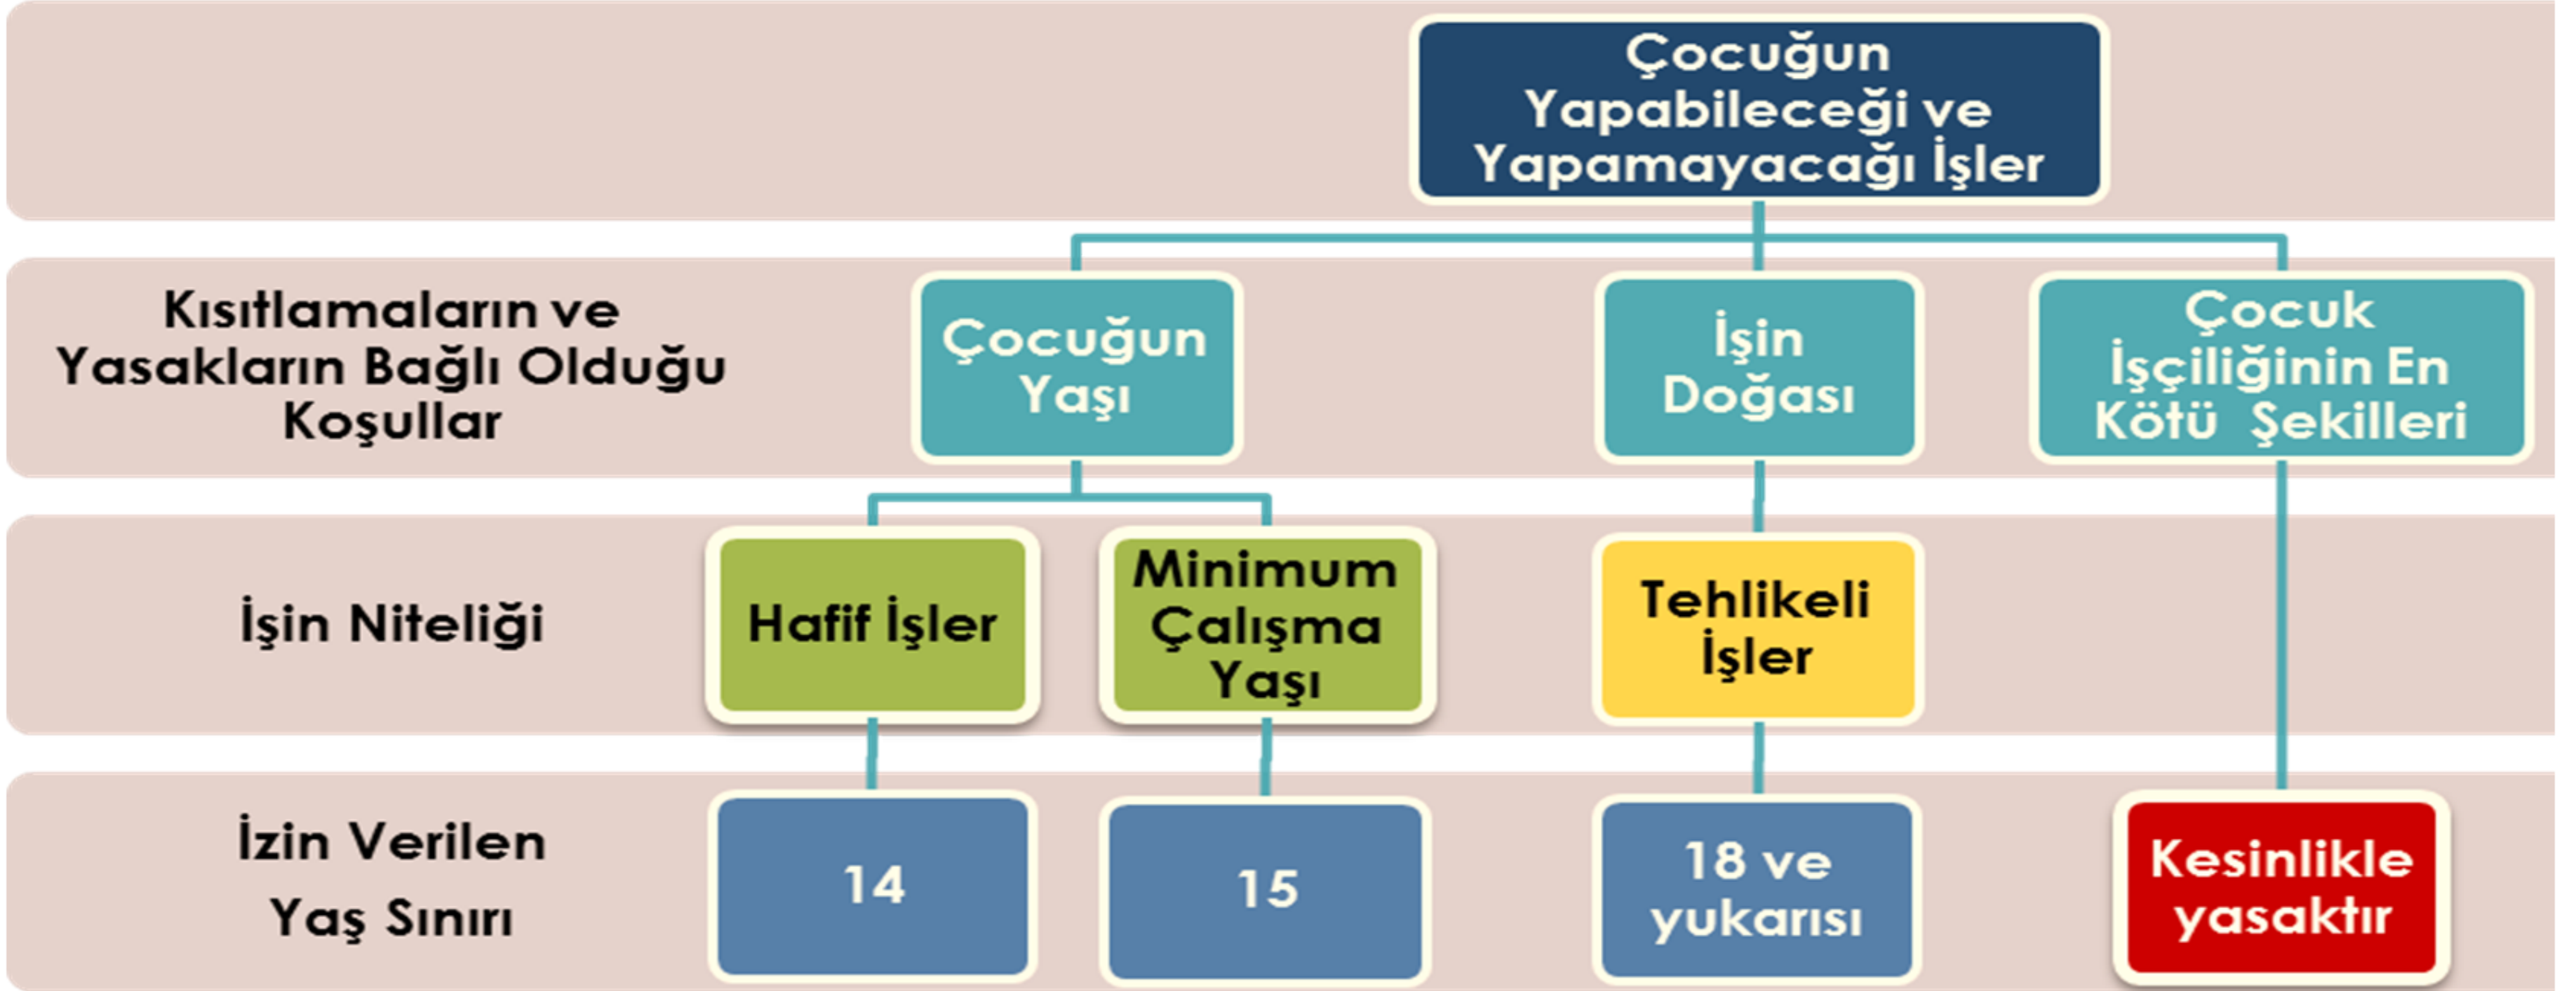 Çocuğun
Yapabileceği ve
Yapamayacağı İşler
Kısıtlamaların ve
Yasakların Bağlı Olduğu
Koşullar
Çocuğun
Yaşı
İşin
Doğası
Çocuk
İşçiliğinin En
Kötü Şekilleri
İşin Niteliği
Hafif İşler
Minimum
Çalışma
Yaşı
Tehlikeli
İşler
İzin Verilen
Yaş Sınırı
14
15
18 ve
yukarısı
Kesinlikle
yasaktır